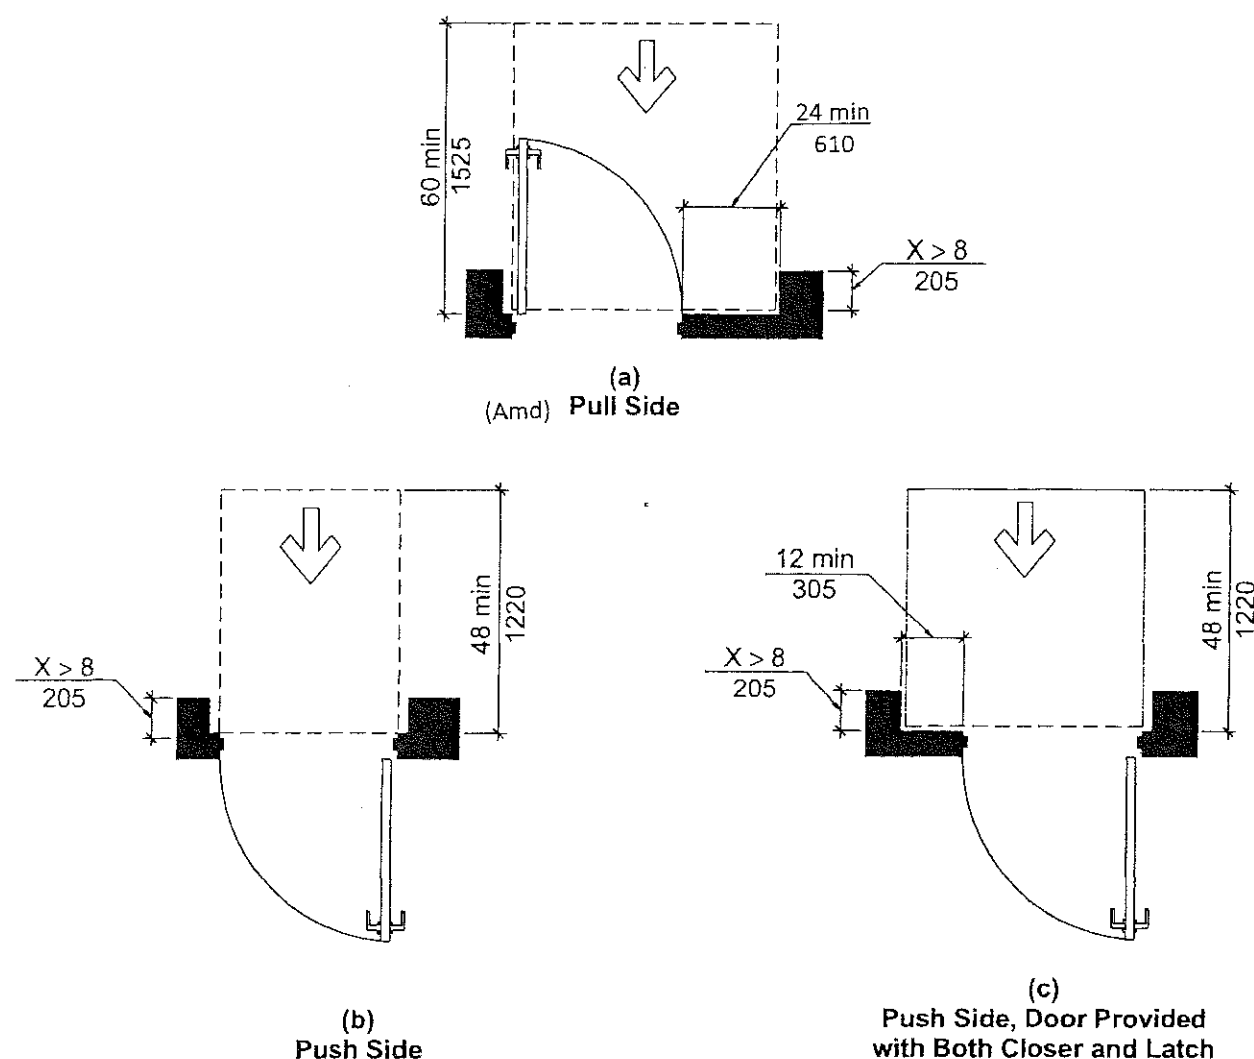 60 min
1525
24 min
610
X > 8
205
(a)
(Amd) Pull Side
X > 8
205
48 min
1220
(b)
Push Side
12 min
305
X > 8
205
48 min
1220
(c)
Push Side, Door Provided
with Both Closer and Latch